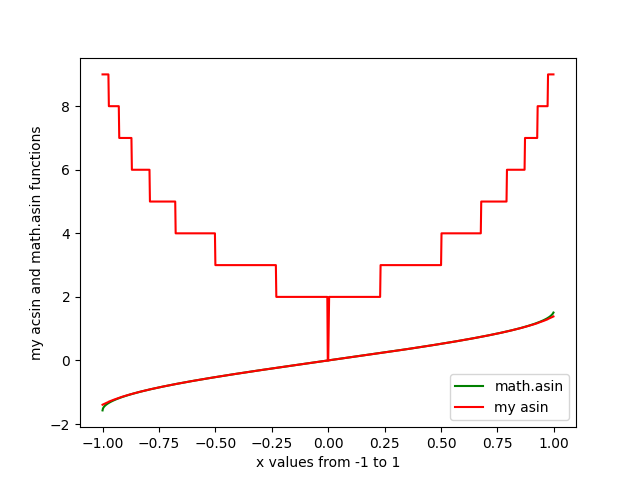 8
6
4
2
0
−2
my acsin and math.asin functions
−1.00 −0.75 −0.50 −0.25 0.00 0.25 0.50 0.75 1.00
x values from -1 to 1
math.asin
my asin